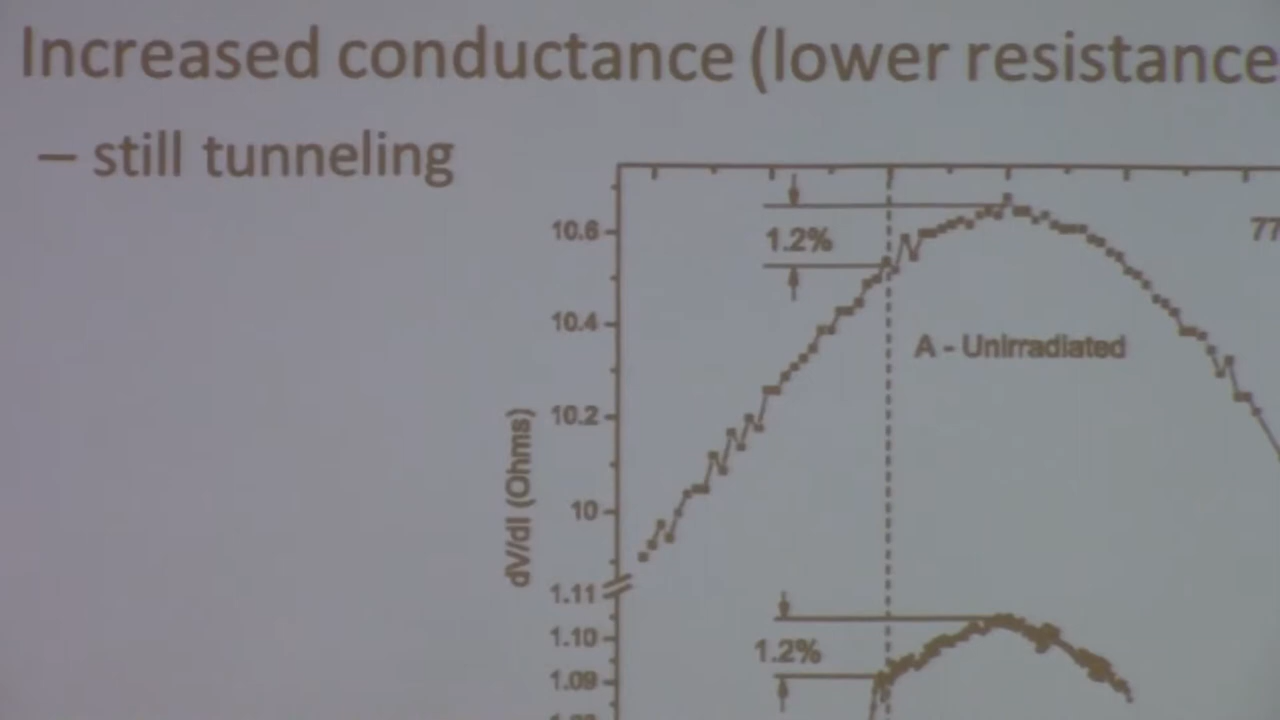 Increased conductance (lower resistance
– still tunneling
10.6
1.2%
77
10.4
A - Unirradiated
10.2
dV/dI (Ohms)
10
1.11
1.10
1.2%
1.09